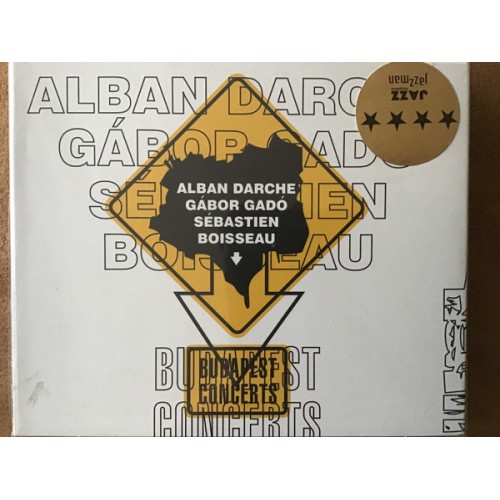 ALBAN DARCHE
GÁBOR GADÓ
SÉBASTIEN
BOISSEAU
ALBAN DARCHE
GÁBOR GADÓ
SÉBASTIEN
BOISSEAU
BUDAPEST
CONCERTS
BUDAPEST
CONCERTS
JAZZ
jazzman